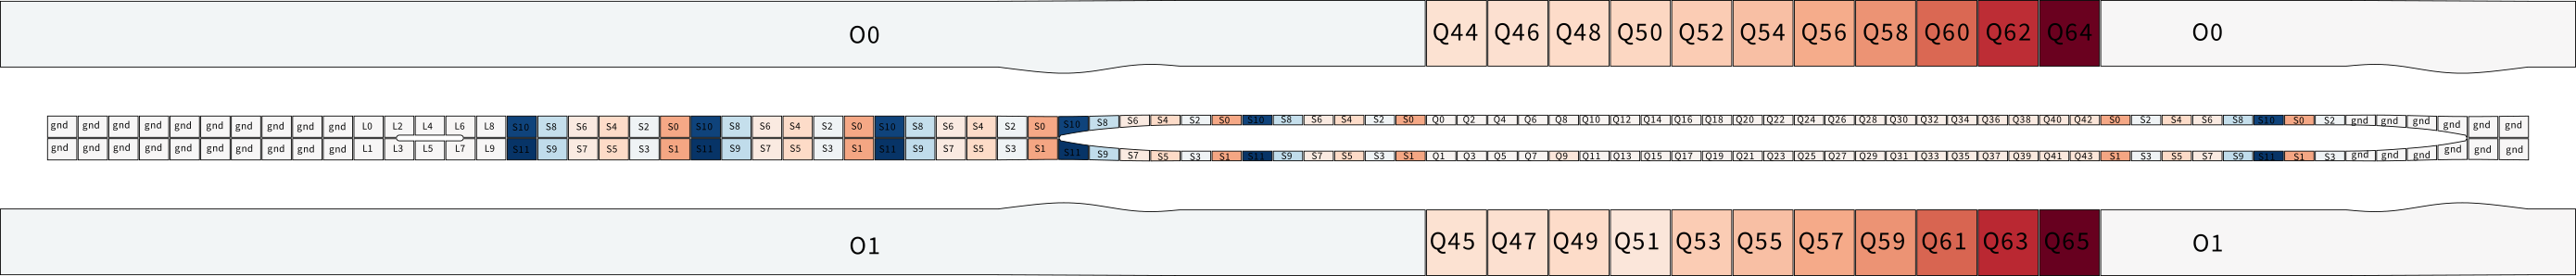 O0 Q44 Q46 Q48 Q50 Q52 Q54 Q56 Q58 Q60 Q62 Q64 O0
gnd gnd gnd gnd gnd gnd gnd gnd gnd gnd L0 L2 L4 L6 L8 S10 S8 S6 S4 S2 S0 S10 S8 S6 S4 S2 S0 S10 S8 S6 S4 S2 S0 S10 S8 S6 S4 S2 S0 S10 S8 S6 S4 S2 S0 Q0 Q2 Q4 Q6 Q8 Q10 Q12 Q14 Q16 Q18 Q20 Q22 Q24 Q26 Q28 Q30 Q32 Q34 Q36 Q38 Q40 Q42 S0 S2 S4 S6 S8 S10 S0 S2 gnd gnd gnd gnd gnd gnd
gnd gnd gnd gnd gnd gnd gnd gnd gnd gnd L1 L3 L5 L7 L9 S11 S9 S7 S5 S3 S1 S11 S9 S7 S5 S3 S1 S11 S9 S7 S5 S3 S1 S11 S9 S7 S5 S3 S1 S11 S9 S7 S5 S3 S1 Q1 Q3 Q5 Q7 Q9 Q11 Q13 Q15 Q17 Q19 Q21 Q23 Q25 Q27 Q29 Q31 Q33 Q35 Q37 Q39 Q41 Q43 S1 S3 S5 S7 S9 S11 S1 S3 gnd gnd gnd gnd gnd gnd
O1 Q45 Q47 Q49 Q51 Q53 Q55 Q57 Q59 Q61 Q63 Q65 O1